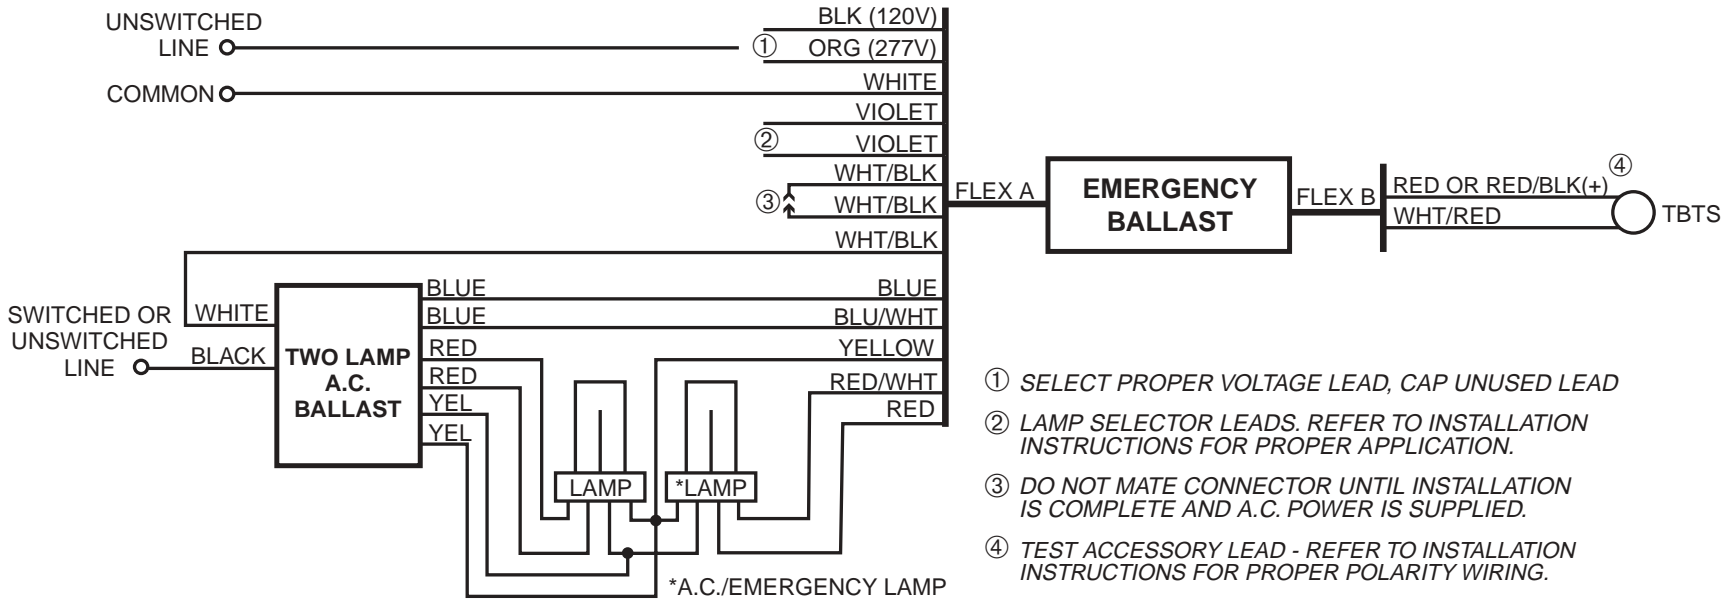 UNSWITCHED
LINE
COMMON
BLK (120V)
① ORG (277V)
WHITE
VIOLET
② VIOLET
WHT/BLK
③ WHT/BLK
WHT/BLK
FLEX A
EMERGENCY
BALLAST
FLEX B
④
RED OR RED/BLK(+)
WHT/RED
TBTS
SWITCHED OR
UNSWITCHED
LINE
WHITE
BLACK
TWO LAMP
A.C.
BALLAST
BLUE
BLUE
RED
RED
YEL
YEL
BLUE
BLU/WHT
YELLOW
RED/WHT
RED
LAMP
*LAMP
*A.C./EMERGENCY LAMP
① SELECT PROPER VOLTAGE LEAD, CAP UNUSED LEAD
② LAMP SELECTOR LEADS. REFER TO INSTALLATION
INSTRUCTIONS FOR PROPER APPLICATION.
③ DO NOT MATE CONNECTOR UNTIL INSTALLATION
IS COMPLETE AND A.C. POWER IS SUPPLIED.
④ TEST ACCESSORY LEAD - REFER TO INSTALLATION
INSTRUCTIONS FOR PROPER POLARITY WIRING.